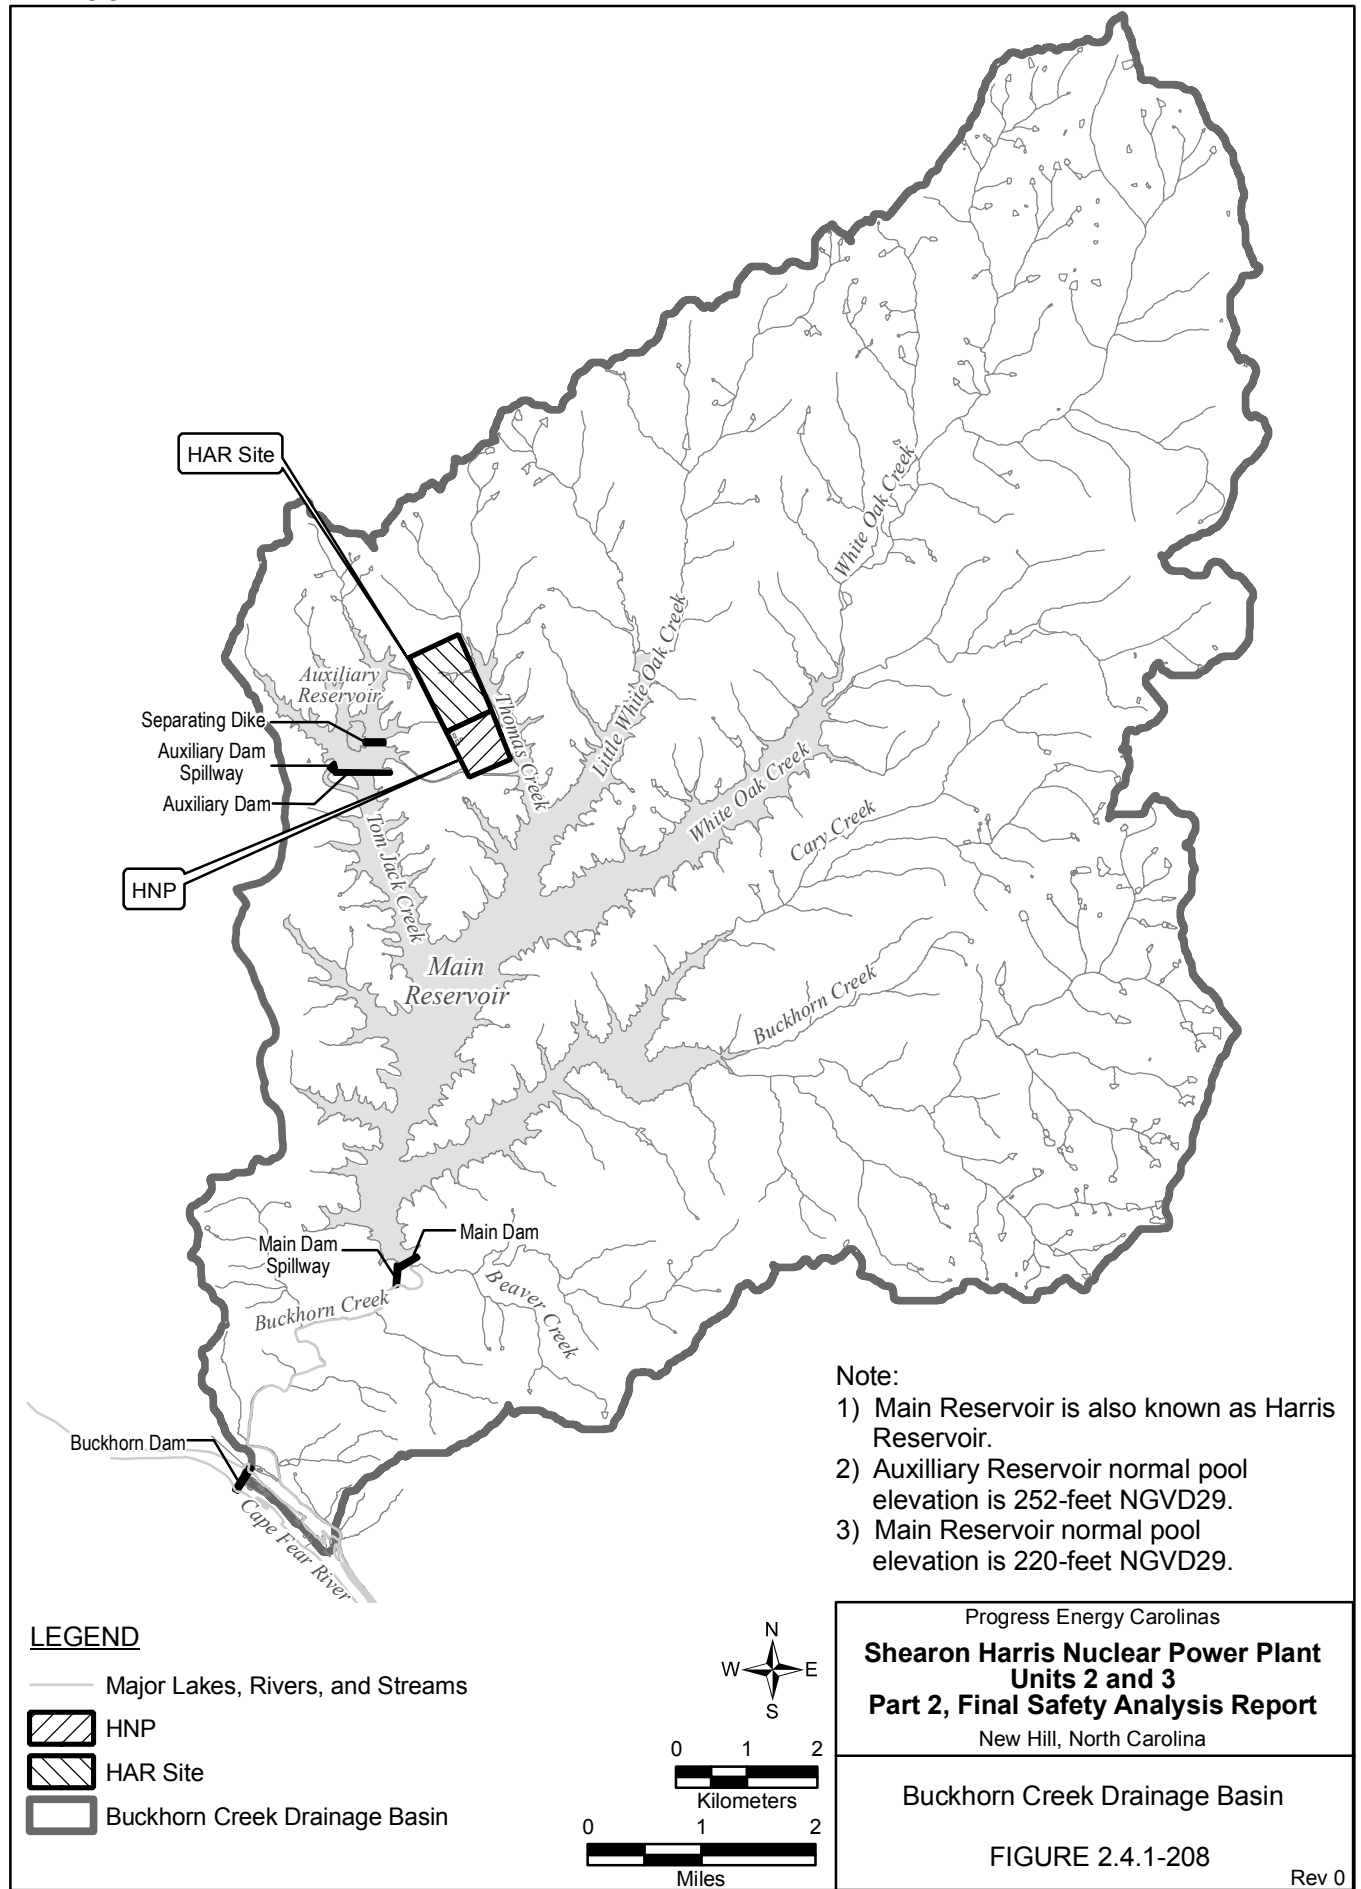 HAR Site
White Oak Creek
Auxiliary
Reservoir
Separating Dike
Auxiliary Dam
Spillway
Auxiliary Dam
Thomas Creek
Little White Oak Creek
White Oak Creek
Cary Creek
Tom Jack Creek
HNP
Main
Reservoir
Buckhorn Creek
Main Dam
Main Dam
Spillway
Beaver Creek
Buckhorn Creek
Buckhorn Dam
Cape Fear River
Note:
1) Main Reservoir is also known as Harris
Reservoir.
2) Auxilliary Reservoir normal pool
elevation is 252-feet NGVD29.
3) Main Reservoir normal pool
elevation is 220-feet NGVD29.
LEGEND
Major Lakes, Rivers, and Streams
HNP
HAR Site
Buckhorn Creek Drainage Basin
N
W E
S
0 1 2
Kilometers
0 1 2
Miles
Progress Energy Carolinas
Shearon Harris Nuclear Power Plant
Units 2 and 3
Part 2, Final Safety Analysis Report
New Hill, North Carolina
Buckhorn Creek Drainage Basin
FIGURE 2.4.1-208
Rev 0